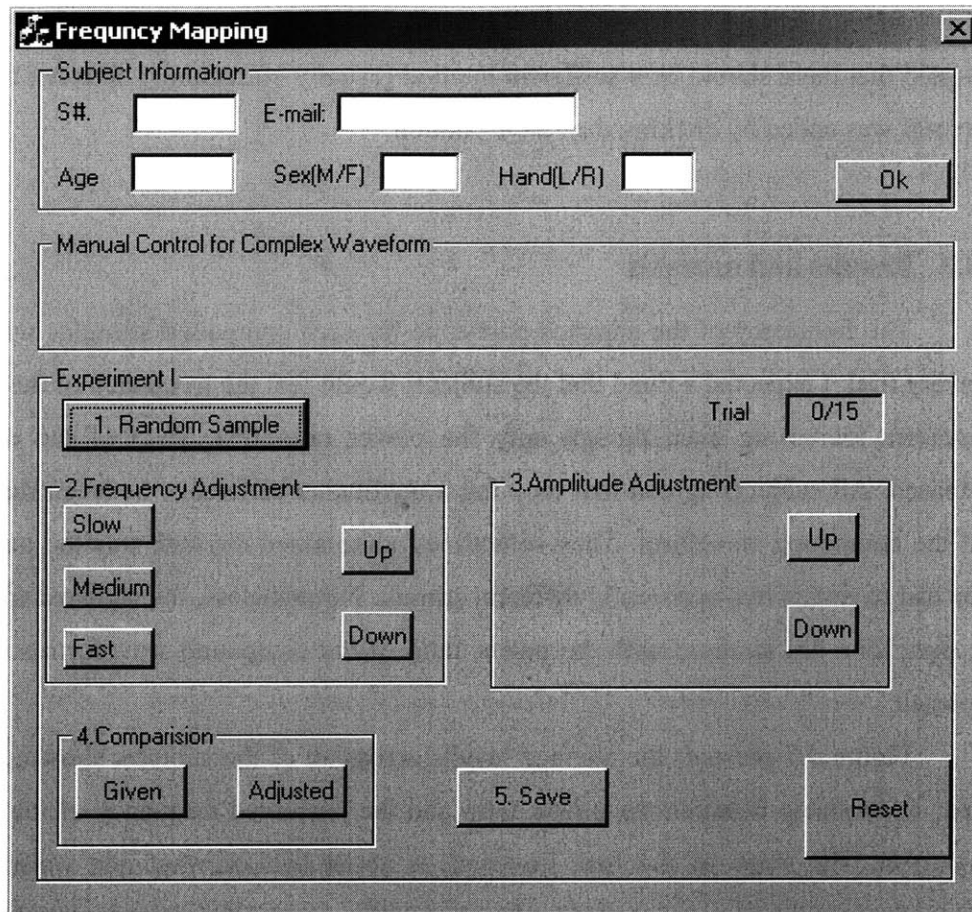 Frequncy Mapping
Subject Information
S#.
E-mail:
Age
Sex(M/F)
Hand(L/R)
Ok
Manual Control for Complex Waveform
Experiment I
1. Random Sample
Trial 0/15
2.Frequency Adjustment
Slow
Medium
Fast
Up
Down
3.Amplitude Adjustment
Up
Down
4.Comparision
Given
Adjusted
5. Save
Reset